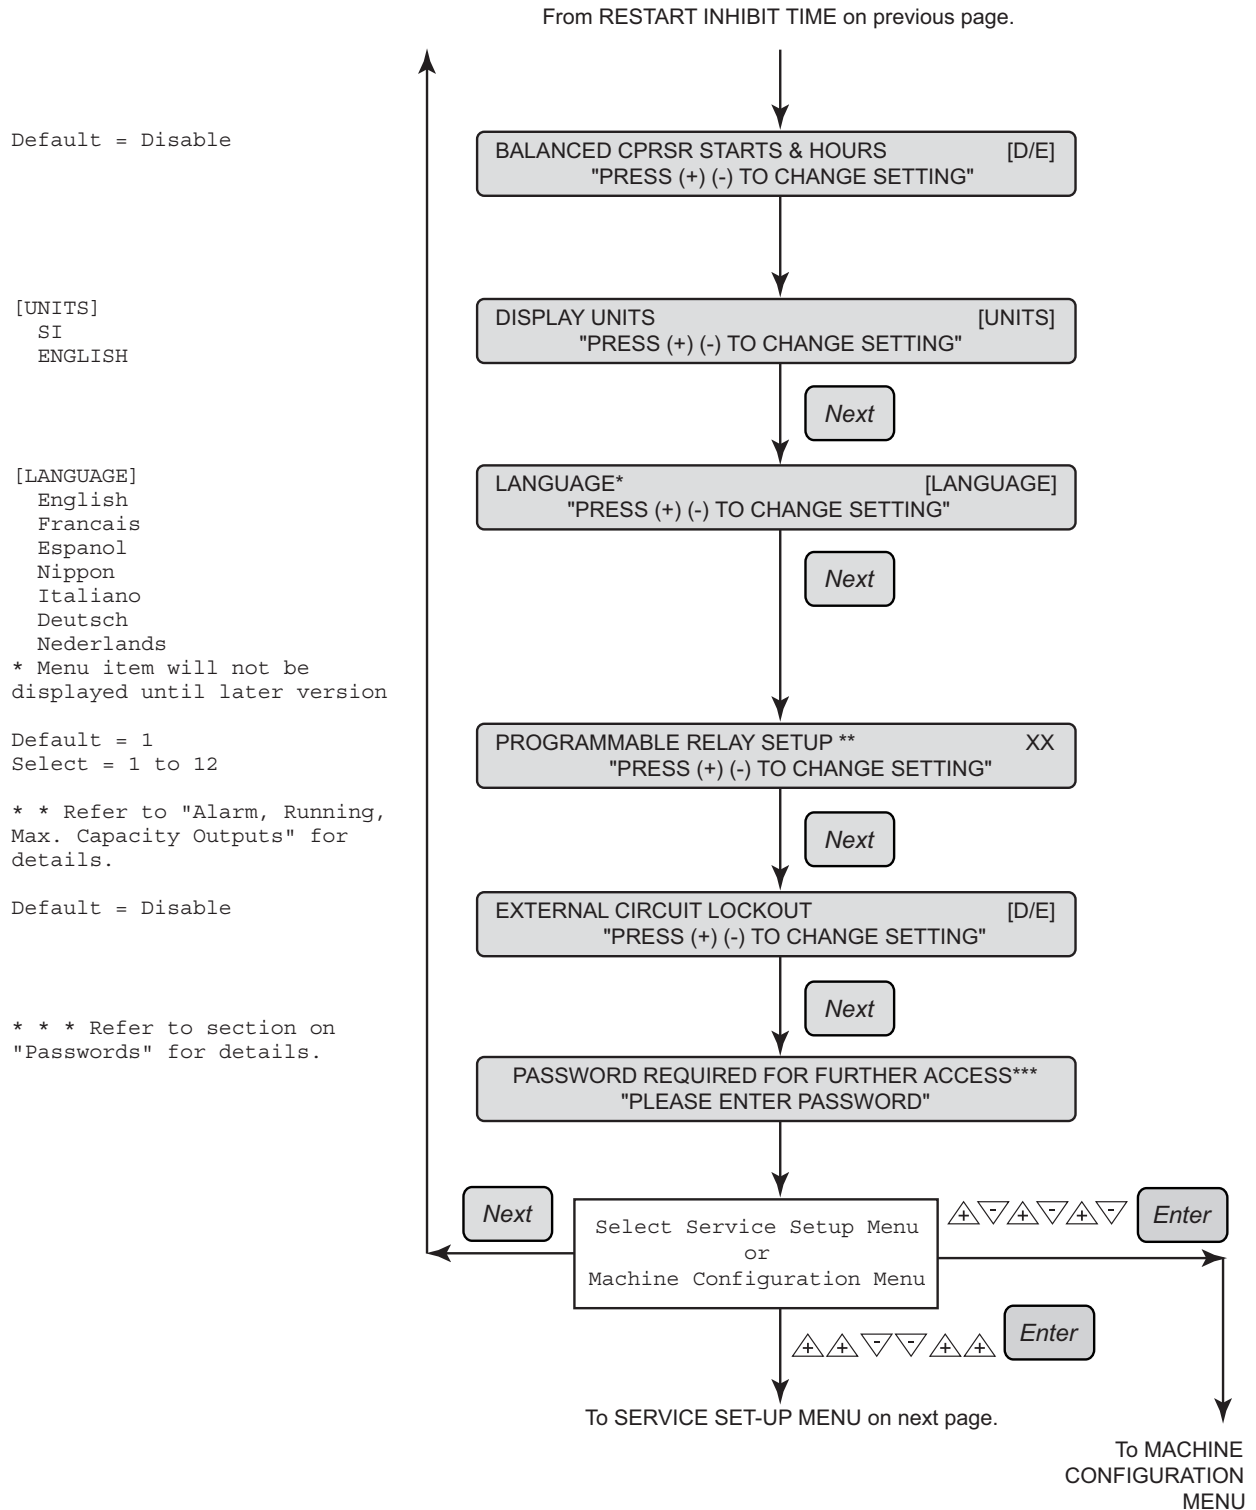 From RESTART INHIBIT TIME on previous page.
Default = Disable
BALANCED CPRSR STARTS & HOURS [D/E]
"PRESS (+) (-) TO CHANGE SETTING"
[UNITS]
SI
ENGLISH
DISPLAY UNITS [UNITS]
"PRESS (+) (-) TO CHANGE SETTING"
Next
[LANGUAGE]
English
Francais
Espanol
Nippon
Italiano
Deutsch
Nederlands
* Menu item will not be
displayed until later version
LANGUAGE* [LANGUAGE]
"PRESS (+) (-) TO CHANGE SETTING"
Next
Default = 1
Select = 1 to 12
* * Refer to "Alarm, Running,
Max. Capacity Outputs" for
details.
PROGRAMMABLE RELAY SETUP ** XX
"PRESS (+) (-) TO CHANGE SETTING"
Next
Default = Disable
EXTERNAL CIRCUIT LOCKOUT [D/E]
"PRESS (+) (-) TO CHANGE SETTING"
Next
* * * Refer to section on
"Passwords" for details.
PASSWORD REQUIRED FOR FURTHER ACCESS***
"PLEASE ENTER PASSWORD"
Next
Select Service Setup Menu
or
Machine Configuration Menu
+ - + - + - Enter
+ + - - + + Enter
To SERVICE SET-UP MENU on next page.
To MACHINE
CONFIGURATION
MENU